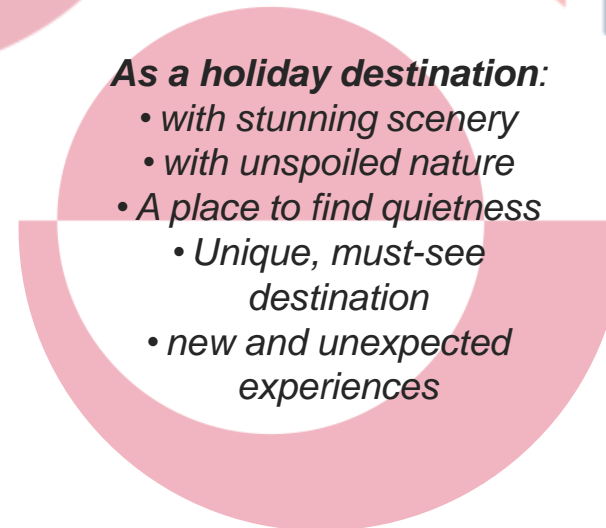 As a holiday destination:
• with stunning scenery
• with unspoiled nature
• A place to find quietness
• Unique, must-see
destination
• new and unexpected
experiences